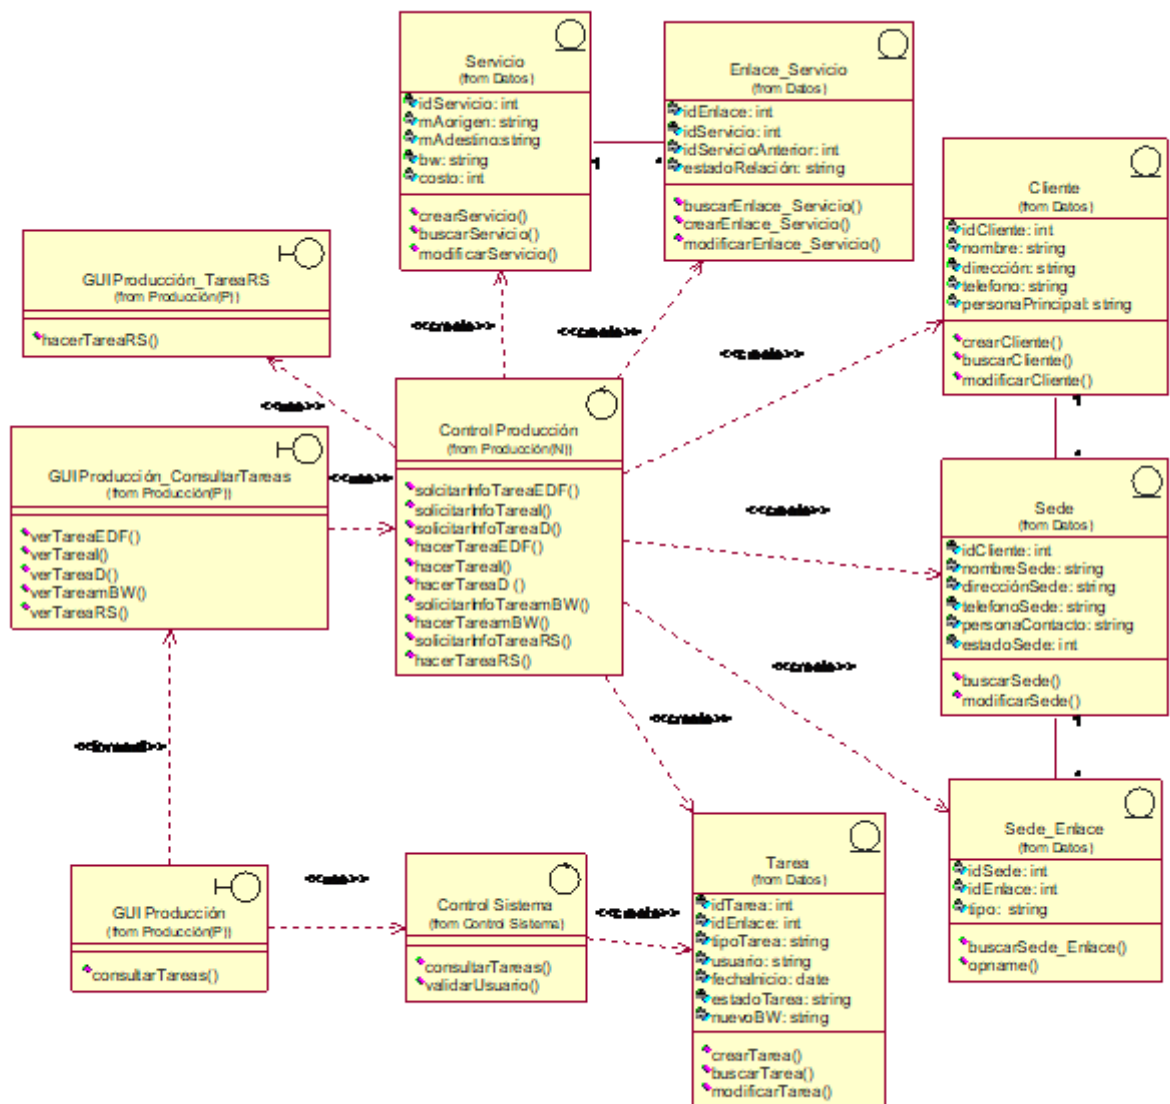 Servicio
(from Datos)
idServicio: int
mAorigen: string
mAdestino:string
bw: string
costo: int
crearServicio()
buscarServicio()
modificarServicio()
1
Enlace_Servicio
(from Datos)
idEnlace: int
idServicio: int
idServicioAnterior: int
estadoRelación: string
buscarEnlace_Servicio()
crearEnlace_Servicio()
modificarEnlace_Servicio()
Cliente
(from Datos)
idCliente: int
nombre: string
dirección: string
telefono: string
personaPrincipal: string
crearCliente()
buscarCliente()
modificarCliente()
1
GUIProducción_TareaRS
(from Producción(P))
hacerTareaRS()
GUIProducción_ConsultarTareas
(from Producción(P))
verTareaEDF()
verTareaI()
verTareaD()
verTareamBW()
verTareaRS()
Control Producción
(from Producción(N))
solcitarInfoTareaEDF()
solicitarInfoTareaI()
solicitarInfoTareaD()
hacerTareaEDF()
hacerTareaI()
hacerTareaD ()
solicitarInfoTareamBW()
hacerTareamBW()
solicitarInfoTareaRS()
hacerTareaRS()
Sede
(from Datos)
idCliente: int
nombreSede: string
direcciónSede: string
telefonoSede: string
personaContacto: string
estadoSede: int
buscarSede()
modificarSede()
1
Sede_Enlace
(from Datos)
idSede: int
idEnlace: int
tipo: string
buscarSede_Enlace()
opname()
GUI Producción
(from Producción(P))
consultarTareas()
Control Sistema
(from Control Sistema)
consultarTareas()
validarUsuario()
Tarea
(from Datos)
idTarea: int
idEnlace: int
tipoTarea: string
usuario: string
fechaInicio: date
estadoTarea: string
nuevoBW: string
crearTarea()
buscarTarea()
modificarTarea()